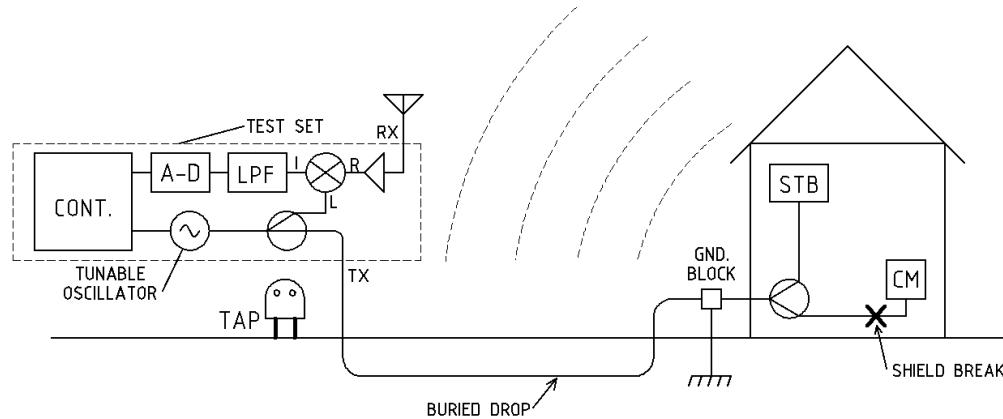 TEST SET
RX
CONT.
A-D
LPF
I
R
L
TUNABLE
OSCILLATOR
TX
TAP
BURIED DROP
GND.
BLOCK
STB
CM
SHIELD BREAK